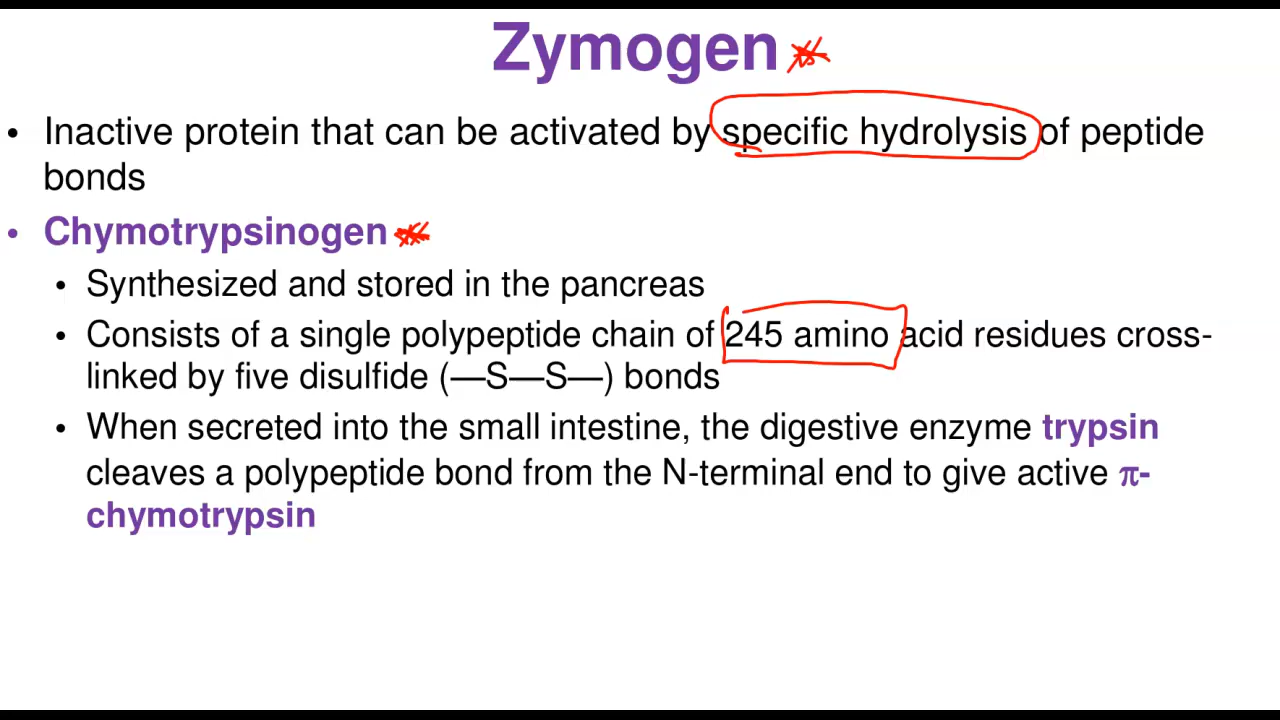 Zymogen
• Inactive protein that can be activated by specific hydrolysis of peptide
bonds
• Chymotrypsinogen
• Synthesized and stored in the pancreas
• Consists of a single polypeptide chain of 245 amino acid residues cross-
linked by five disulfide (—S—S—) bonds
• When secreted into the small intestine, the digestive enzyme trypsin
cleaves a polypeptide bond from the N-terminal end to give active π-
chymotrypsin